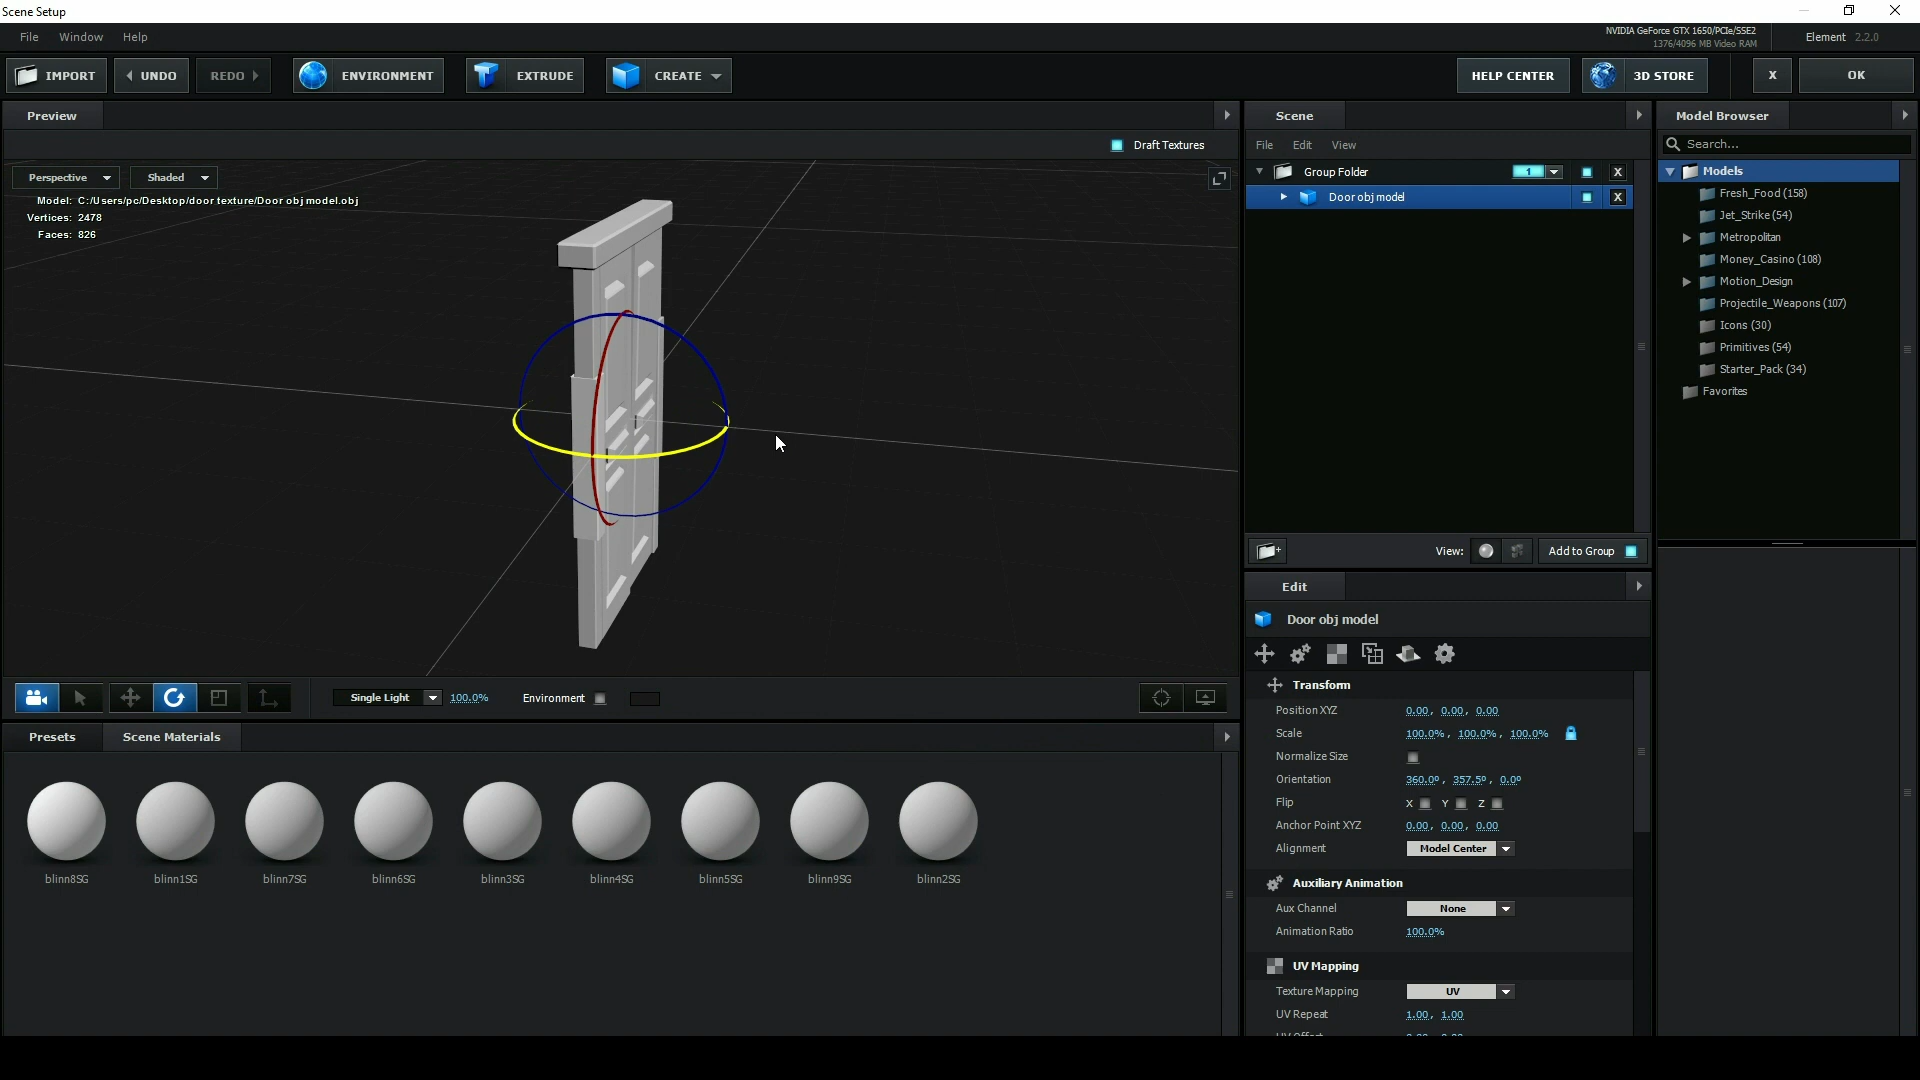 Scene Setup
File Window Help
NVIDIA GeForce GTX 1650/PCIe/SSE2
1376/4096 MB Video RAM
Element 2.2.0
IMPORT UNDO REDO ENVIRONMENT EXTRUDE CREATE HELP CENTER 3D STORE X OK
Preview
Draft Textures
Perspective Shaded
Model: C:/Users/pc/Desktop/door texture/Door obj model.obj
Vertices: 2478
Faces: 826
Single Light 100.0% Environment
Presets Scene Materials
blinn8SG blinn1SG blinn7SG blinn6SG blinn3SG blinn4SG blinn5SG blinn9SG blinn2SG
Scene
File Edit View
Group Folder 1 X
Door obj model X
View: Add to Group
Edit
Door obj model
Transform
Position XYZ 0.00, 0.00, 0.00
Scale 100.0%, 100.0%, 100.0%
Normalize Size
Orientation 360.0º, 357.5º, 0.0º
Flip X Y Z
Anchor Point XYZ 0.00, 0.00, 0.00
Alignment Model Center
Auxiliary Animation
Aux Channel None
Animation Ratio 100.0%
UV Mapping
Texture Mapping UV
UV Repeat 1.00, 1.00
Model Browser
Search...
Models
Fresh_Food (158)
Jet_Strike (54)
Metropolitan
Money_Casino (108)
Motion_Design
Projectile_Weapons (107)
Icons (30)
Primitives (54)
Starter_Pack (34)
Favorites